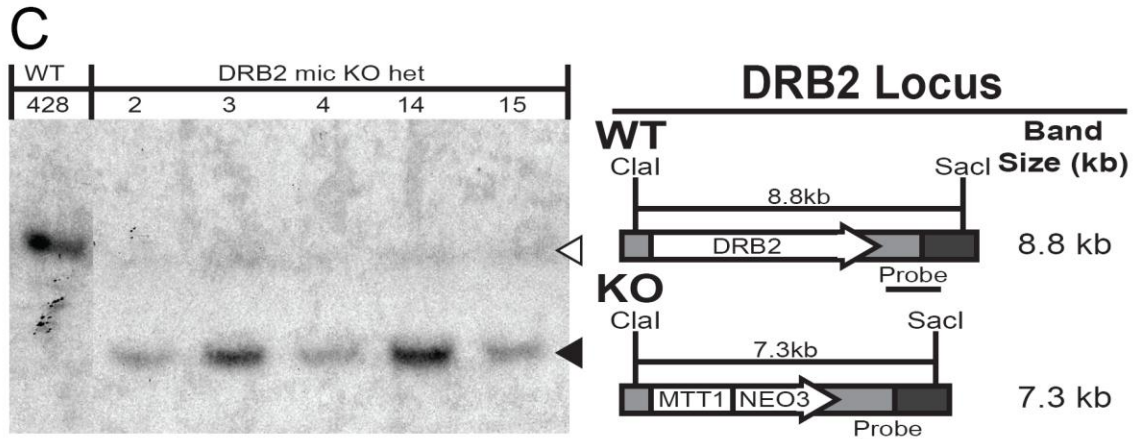 C
WT DRB2 mic KO het
428 2 3 4 14 15
DRB2 Locus
WT
Band
Size (kb)
ClaI SacI
8.8kb
DRB2
8.8 kb
Probe
KO
ClaI SacI
7.3kb
MTT1 NEO3
7.3 kb
Probe